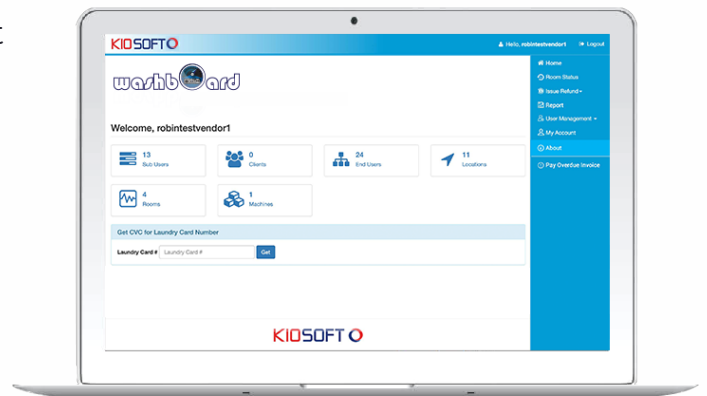 t
KIOSOFT
Helo, robintestvendor1
Logout
washboard
Welcome, robintestvendor1
13
Sub Users
0
Clients
24
End Users
11
Locations
4
Rooms
1
Machines
Get CVC for Laundry Card Number
Laundry Card #
Laundry Card #
Get
Home
Room Status
Issue Refund
Report
User Management
My Account
About
Pay Overdue Invoice
KIOSOFT